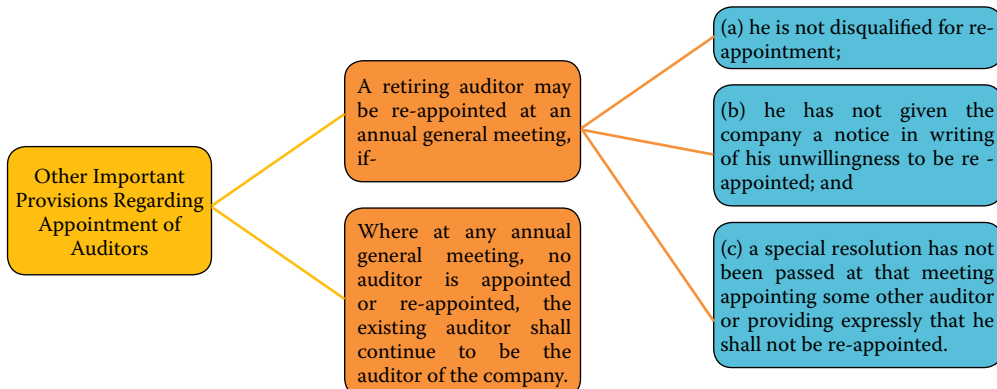 Other Important
Provisions Regarding
Appointment of
Auditors
A retiring auditor may
be re-appointed at an
annual general meeting,
if-
Where at any annual
general meeting, no
auditor is appointed
or re-appointed, the
existing auditor shall
continue to be the
auditor of the company.
(a) he is not disqualified for re-
appointment;
(b) he has not given the
company a notice in writing
of his unwillingness to be re -
appointed; and
(c) a special resolution has not
been passed at that meeting
appointing some other auditor
or providing expressly that he
shall not be re-appointed.